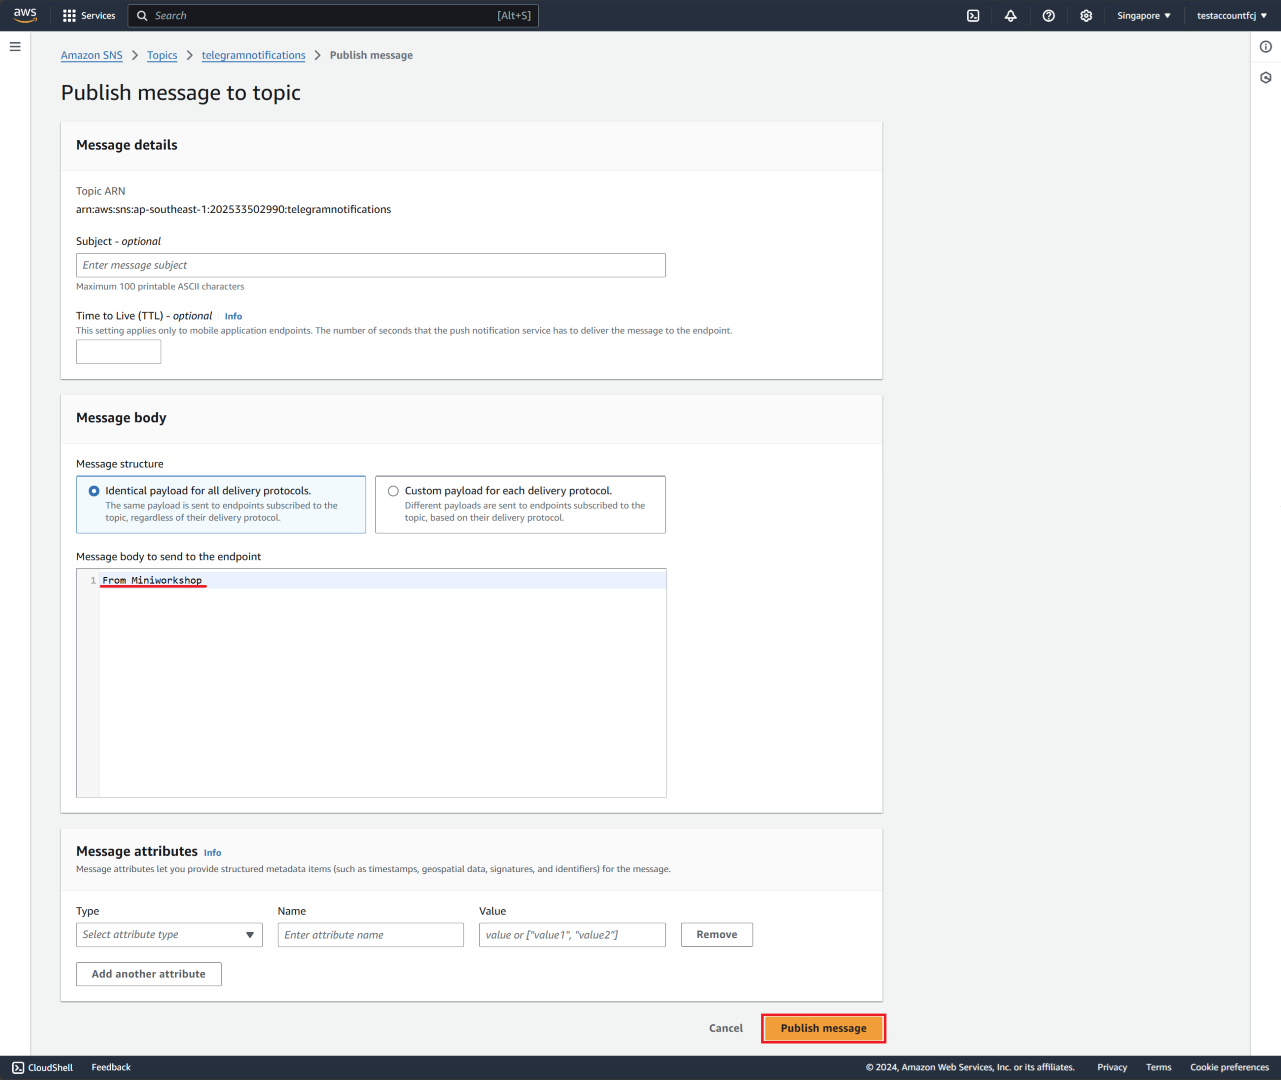 aws
Services
Search
[Alt+S]
Singapore
testaccountfcj
Amazon SNS > Topics > telegramnotifications > Publish message
Publish message to topic
Message details
Topic ARN
arn:aws:sns:ap-southeast-1:202533502990:telegramnotifications
Subject - optional
Enter message subject
Maximum 100 printable ASCII characters
Time to Live (TTL) - optional Info
This setting applies only to mobile application endpoints. The number of seconds that the push notification service has to deliver the message to the endpoint.
Message body
Message structure
Identical payload for all delivery protocols.
The same payload is sent to endpoints subscribed to the
topic, regardless of their delivery protocol.
Custom payload for each delivery protocol.
Different payloads are sent to endpoints subscribed to the
topic, based on their delivery protocol.
Message body to send to the endpoint
1 From Miniworkshop
Message attributes Info
Message attributes let you provide structured metadata items (such as timestamps, geospatial data, signatures, and identifiers) for the message.
Type
Name
Value
Select attribute type
Enter attribute name
value or ["value1", "value2"]
Remove
Add another attribute
Cancel
Publish message
CloudShell
Feedback
© 2024, Amazon Web Services, Inc. or its affiliates.
Privacy
Terms
Cookie preferences